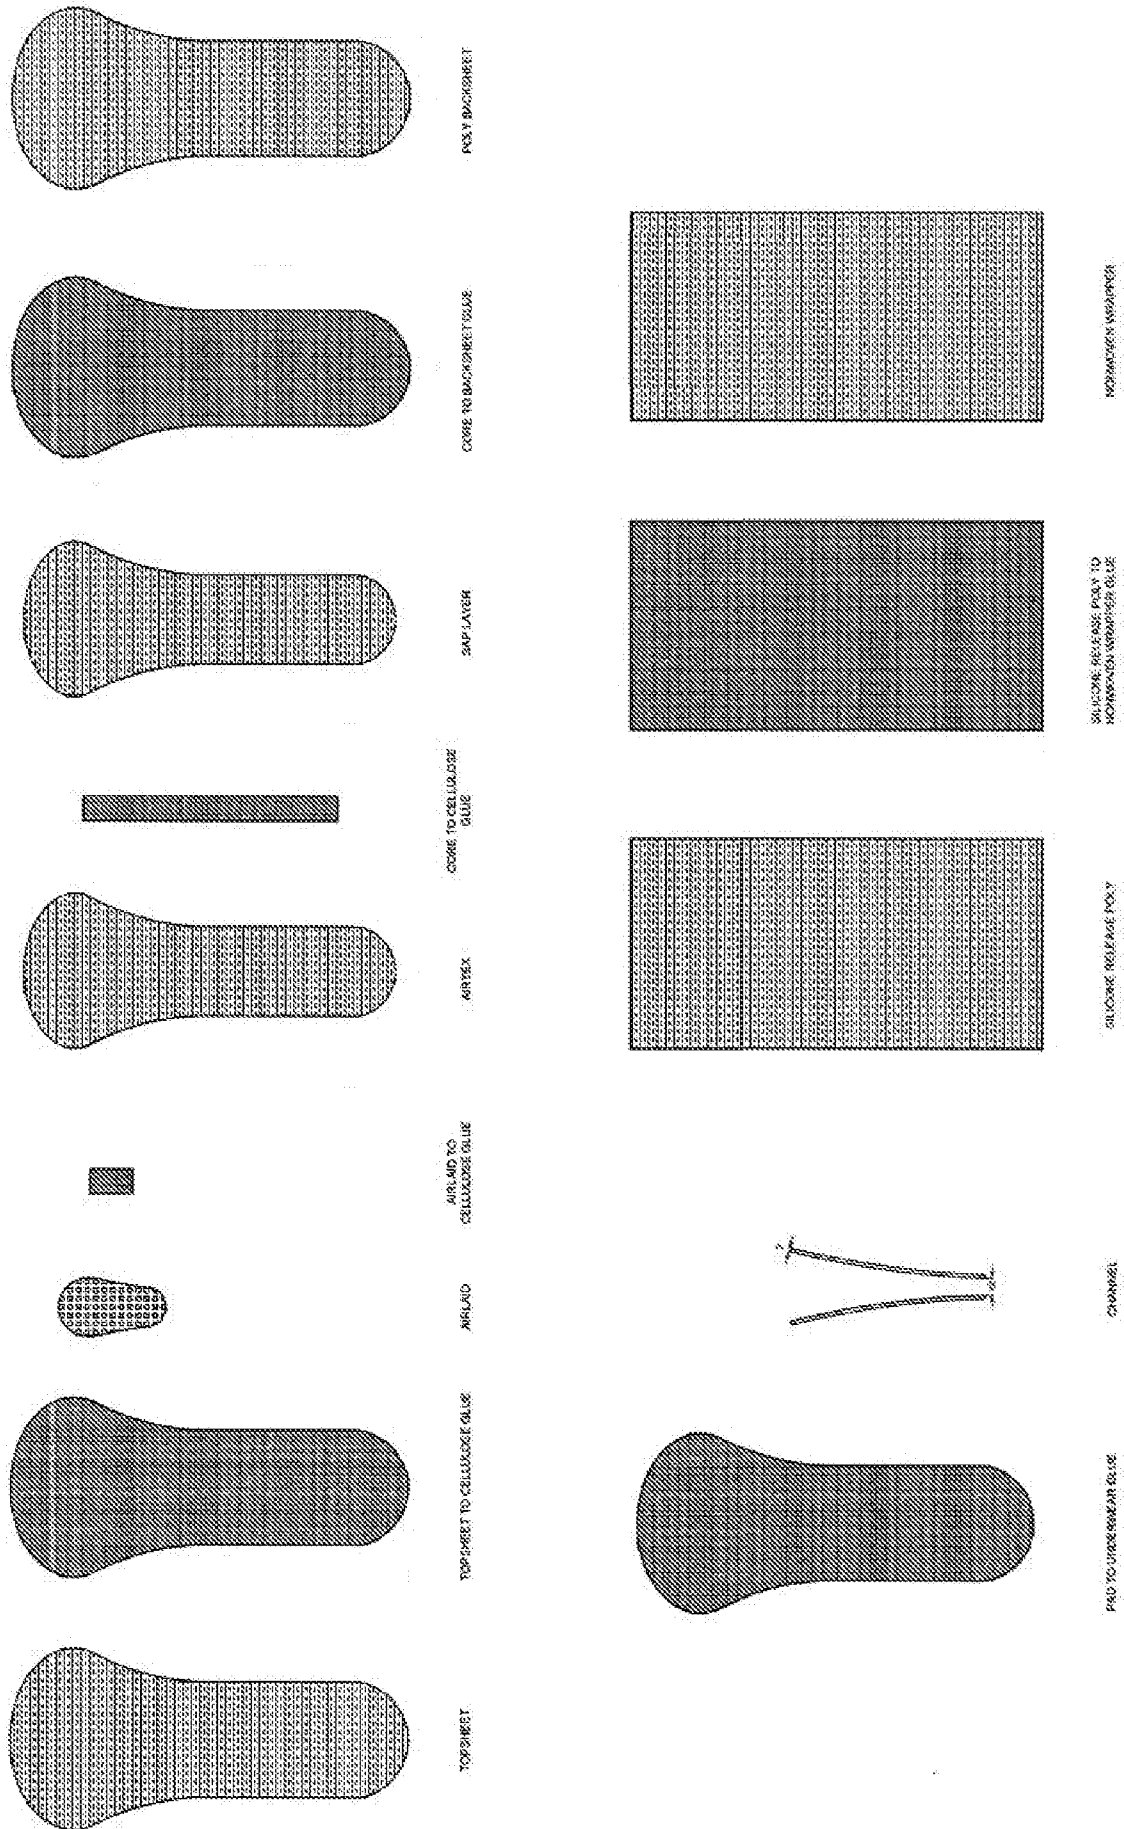 TOPSHEET
TOPSHEET TO CELLULOSE GLUE
AIRLAID
AIRLAID TO
CELLULOSE GLUE
AIRTEX
CORE TO CELLULOSE
GLUE
SAP LAYER
CORE TO BACKSHEET GLUE
POLY BACKSHEET
PAD TO UNDERWEAR GLUE
CHANNEL
SILICONE RELEASE POLY
SILICONE RELEASE POLY TO
NONWOVEN WRAPPER GLUE
NONWOVEN WRAPPER